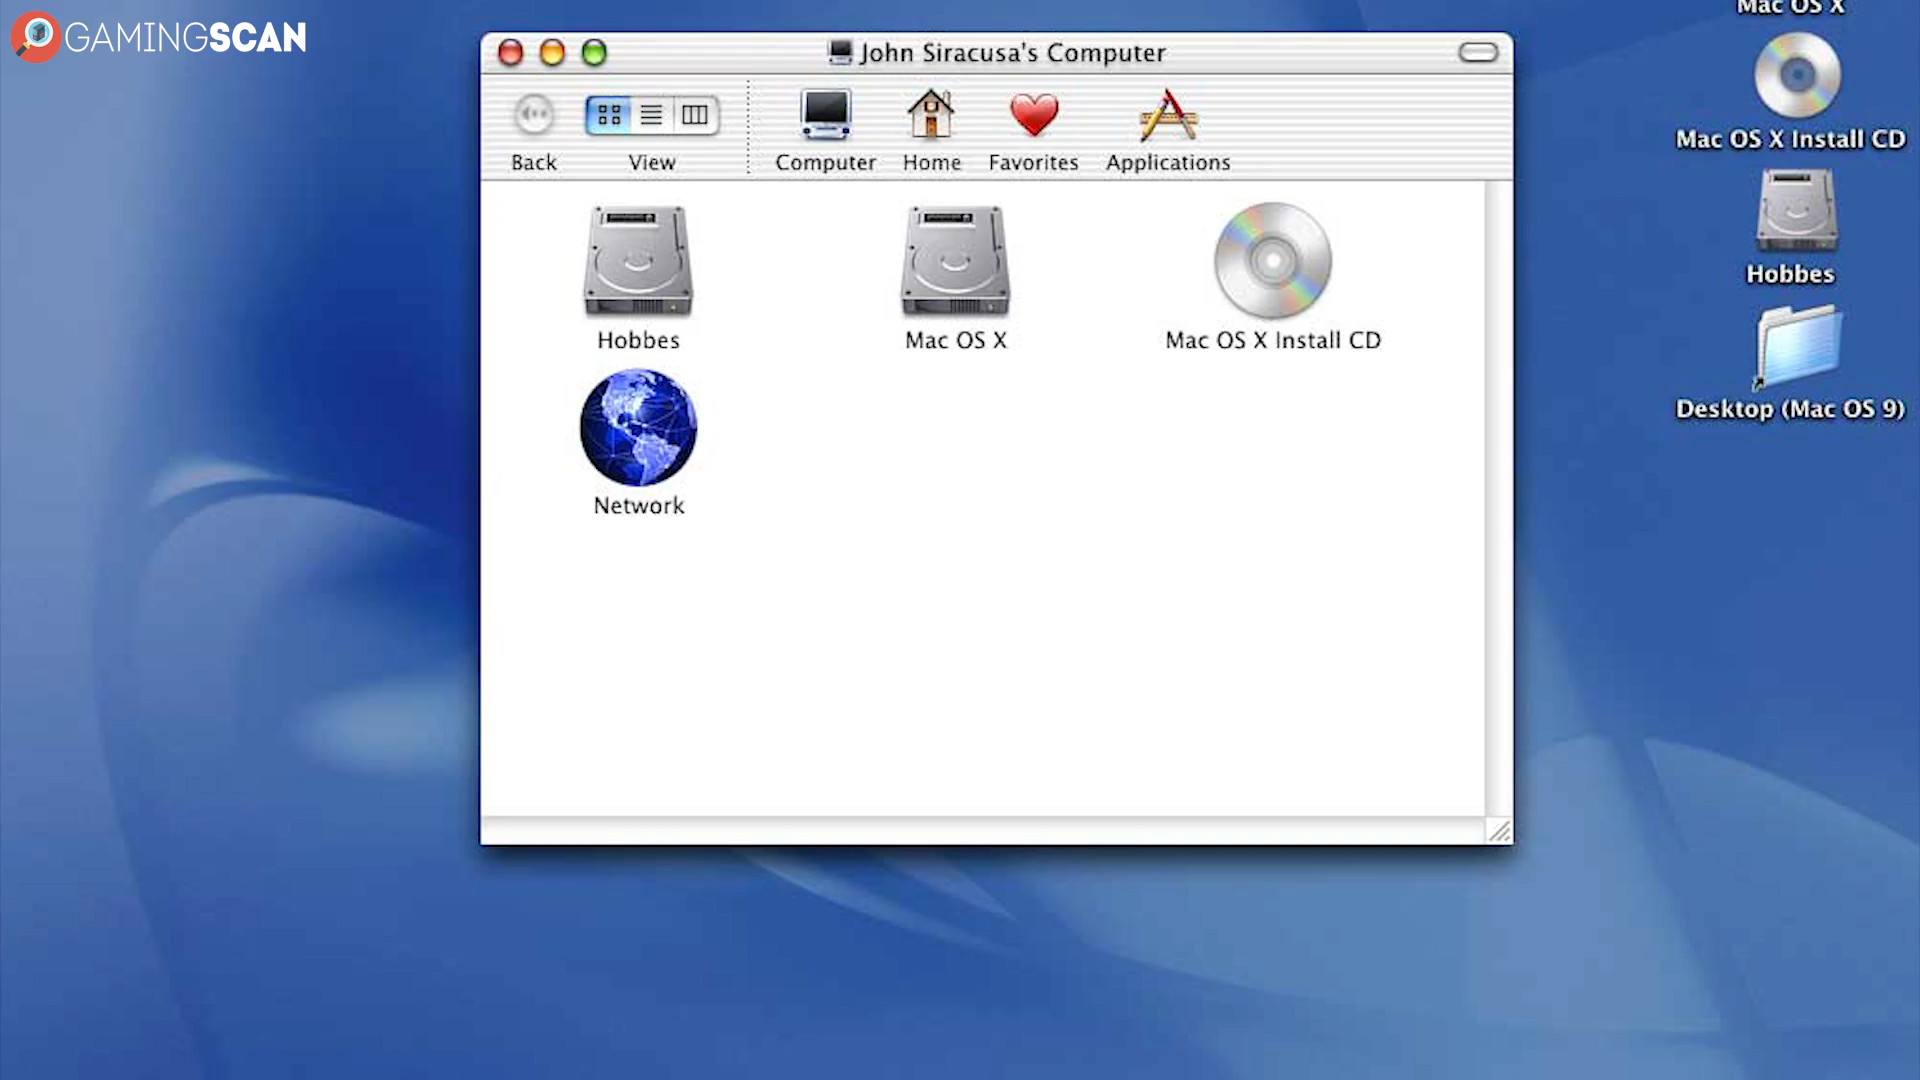 GAMINGSCAN
Mac OS X
John Siracusa's Computer
Back
View
Computer
Home
Favorites
Applications
Mac OS X Install CD
Hobbes
Mac OS X
Mac OS X Install CD
Hobbes
Network
Desktop (Mac OS 9)